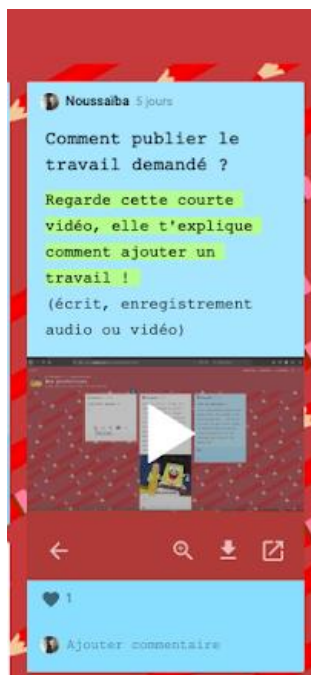 Noussaïba 5 jours
Comment publier le
travail demandé ?
Regarde cette courte
vidéo, elle t'explique
comment ajouter un
travail !
(écrit, enregistrement
audio ou vidéo)
1
Ajouter commentaire